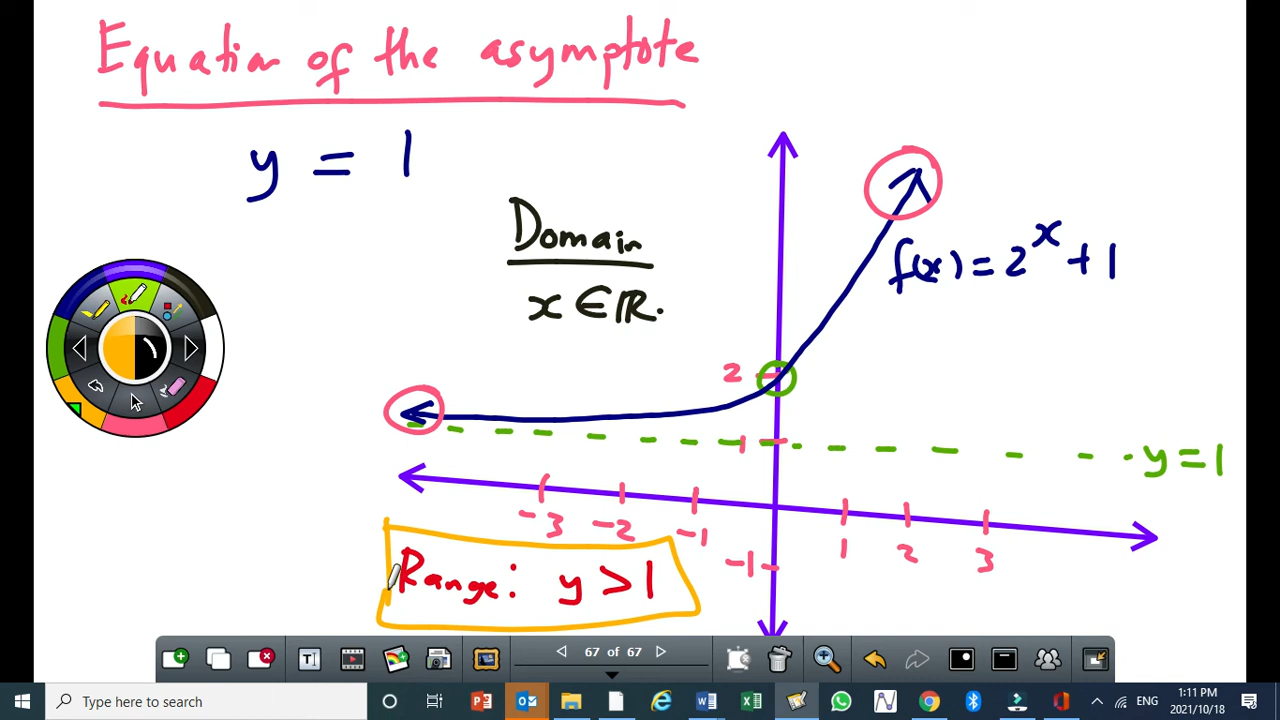 Equation of the asymptote
y = 1
Domain
x ∈ ℝ.
f(x) = 2^x + 1
2
1
y = 1
-3 -2 -1 1 2 3
-1
Range: y > 1
67 of 67
Type here to search
ENG
1:11 PM
2021/10/18